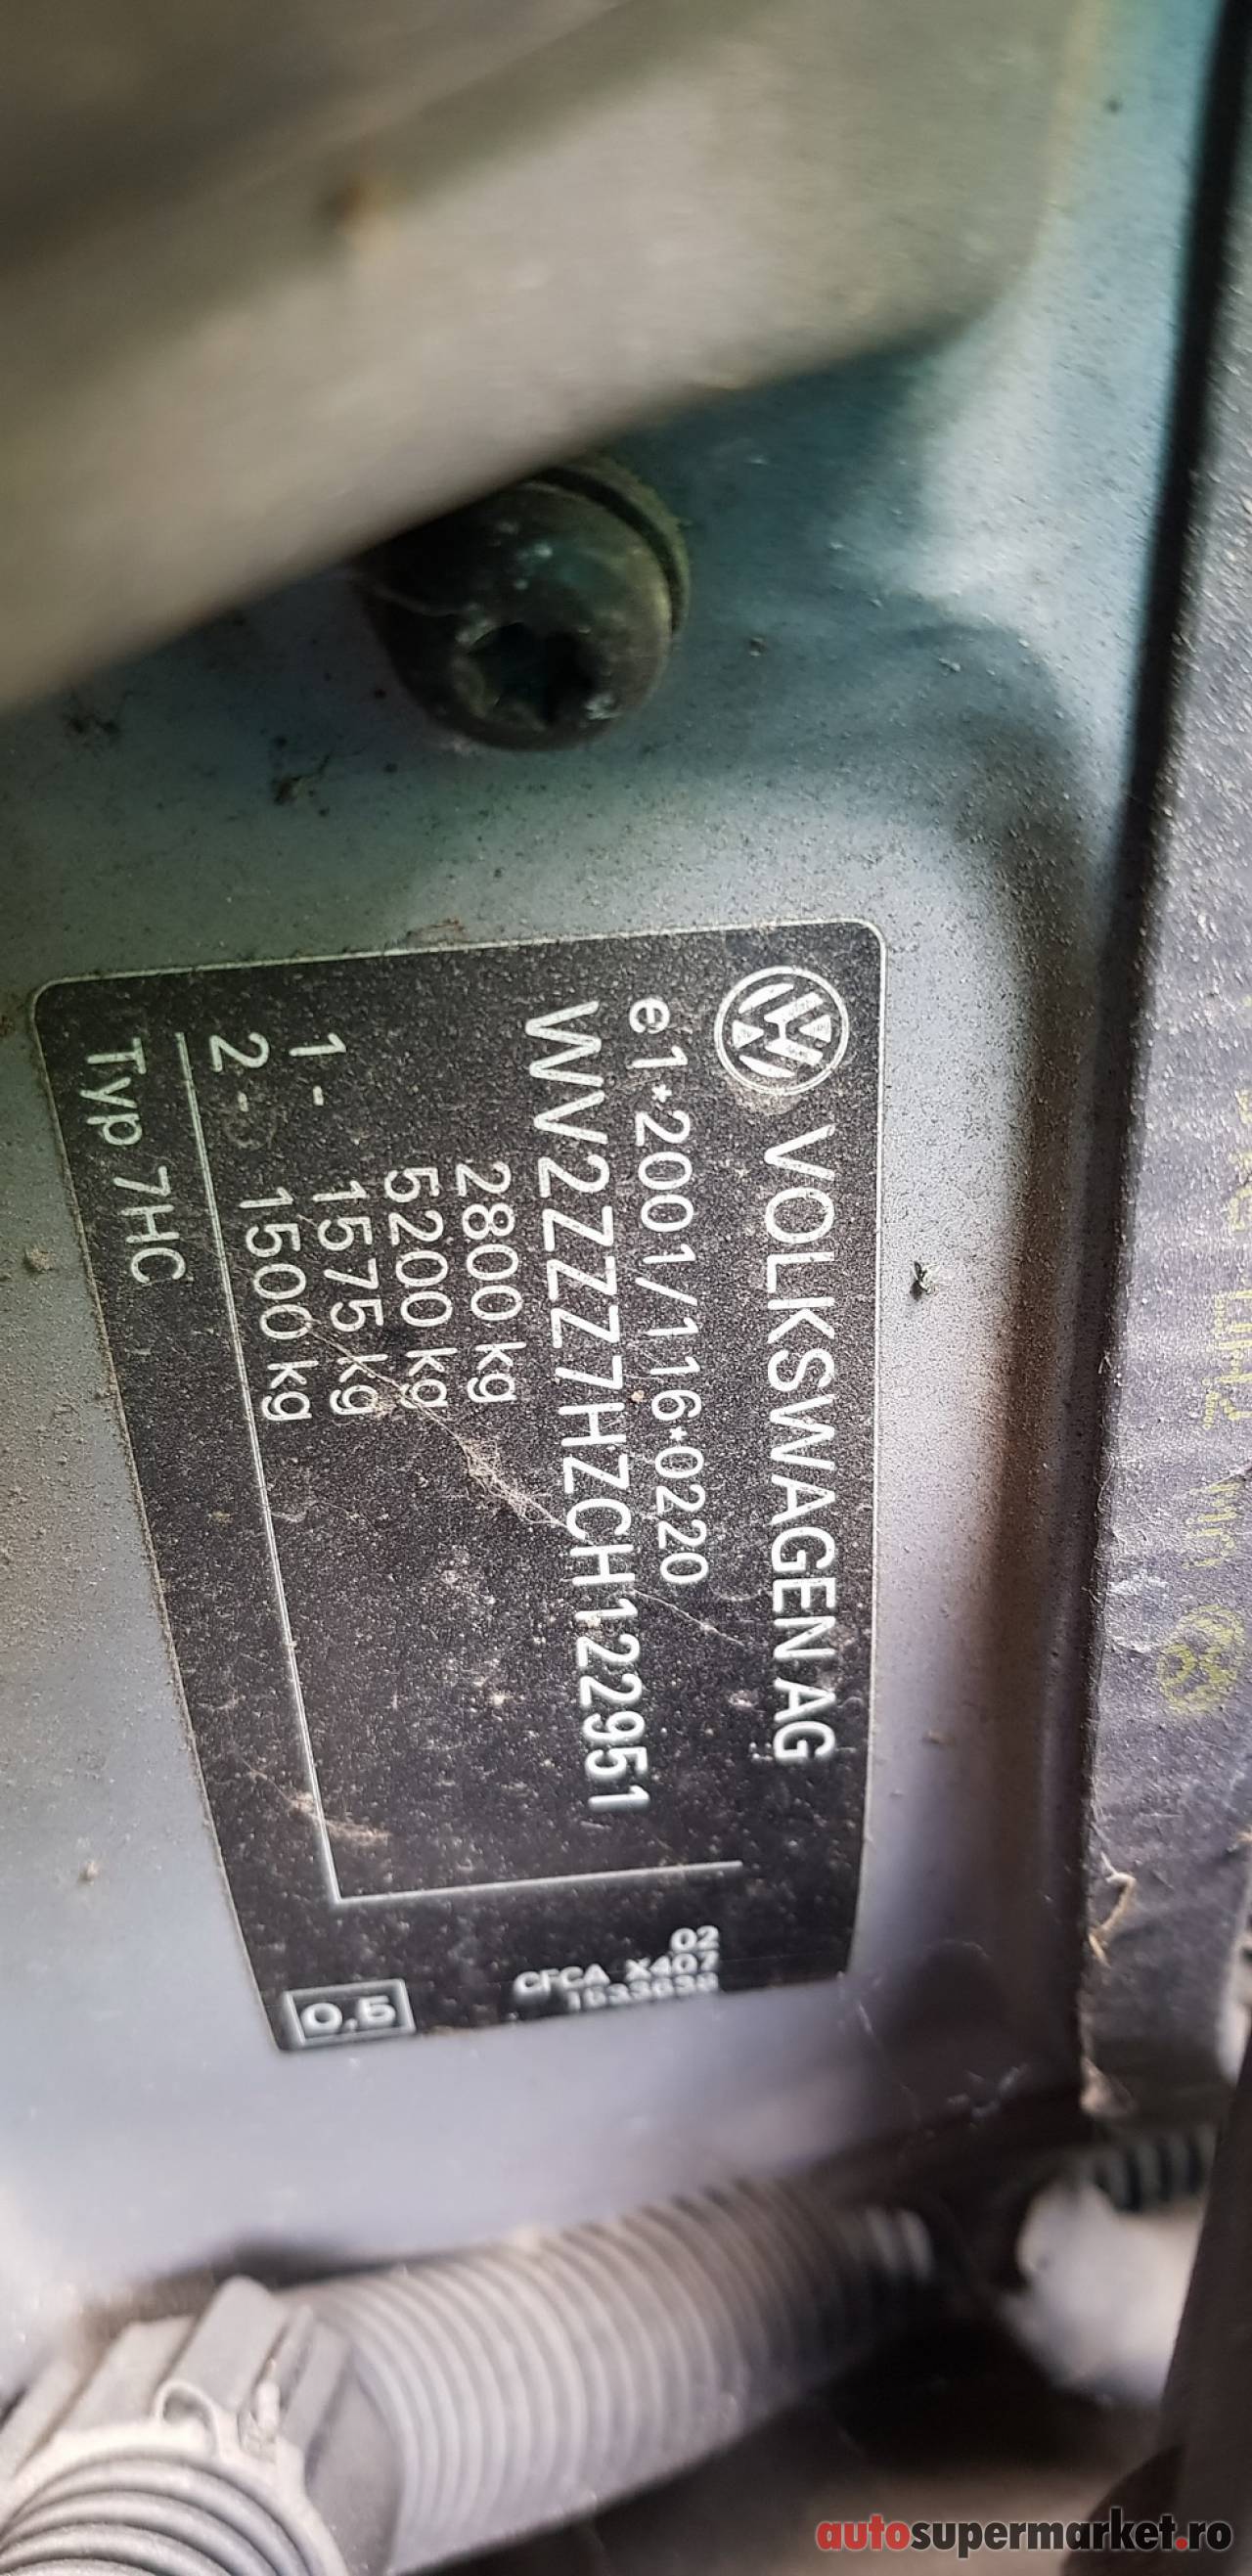 VOLKSWAGEN AG
e1*2001/116*0220
WV2ZZZ7HZCH122951
2800 kg
5200 kg
1 - 1575 kg
2 - 1500 kg
Typ 7HC
02
CFCA X407
0.5
autosupermarket.ro